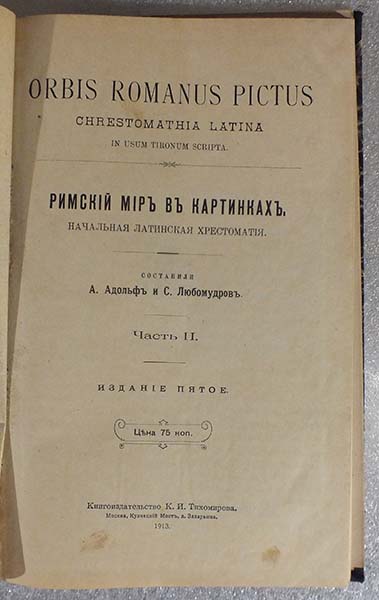 ORBIS ROMANUS PICTUS
CHRESTOMATHIA LATINA
IN USUM TIRONUM SCRIPTA.
РИМСКІЙ МІРЪ ВЪ КАРТИНКАХЪ.
НАЧАЛЬНАЯ ЛАТИНСКАЯ ХРЕСТОМАТІЯ.
СОСТАВИЛИ
А. Адольфъ и С. Любомудровъ.
Часть II.
ИЗДАНІЕ ПЯТОЕ.
Цѣна 75 коп.
Книгоиздательство К. И. Тихомирова.
Москва, Кузнецкій Мостъ, д. Захарьина.
1913.